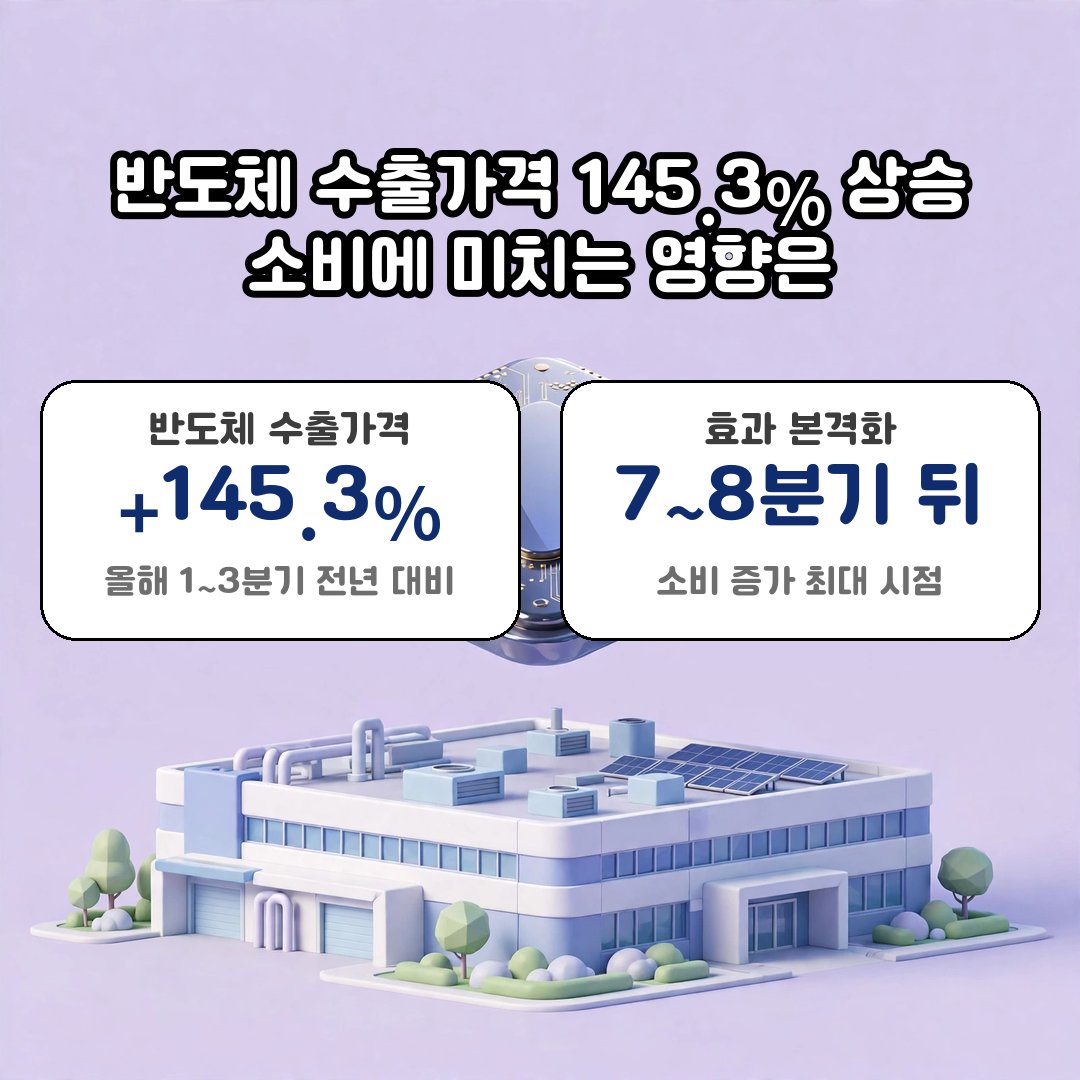 반도체 수출가격 145.3% 상승
소비에 미치는 영향은
반도체 수출가격
+145.3%
올해 1~3분기 전년 대비
효과 본격화
7~8분기 뒤
소비 증가 최대 시점